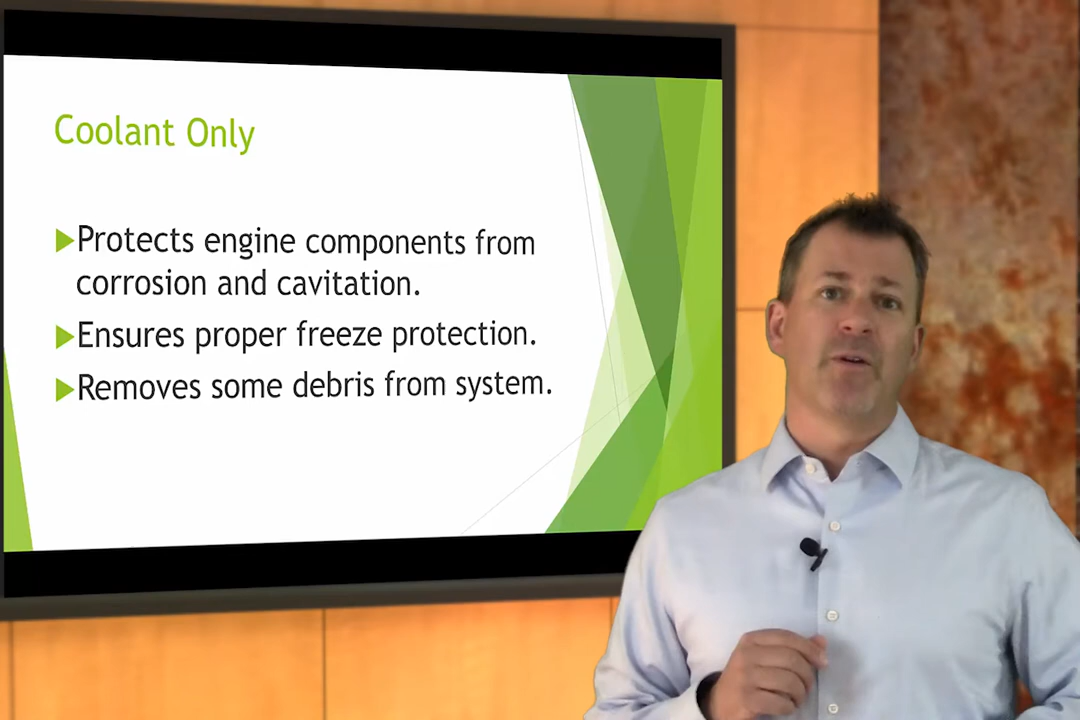 Coolant Only
Protects engine components from
corrosion and cavitation.
Ensures proper freeze protection.
Removes some debris from system.